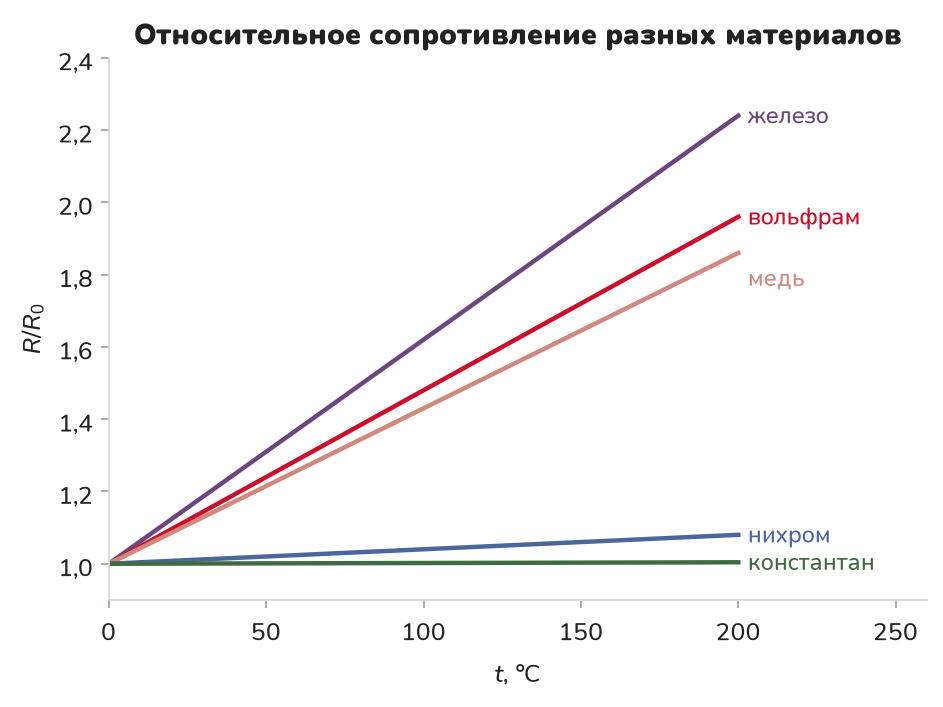 Относительное сопротивление разных материалов
2,4
2,2
2,0
1,8
1,6
1,4
1,2
1,0
R/R₀
железо
вольфрам
медь
нихром
константан
0 50 100 150 200 250
t, °C